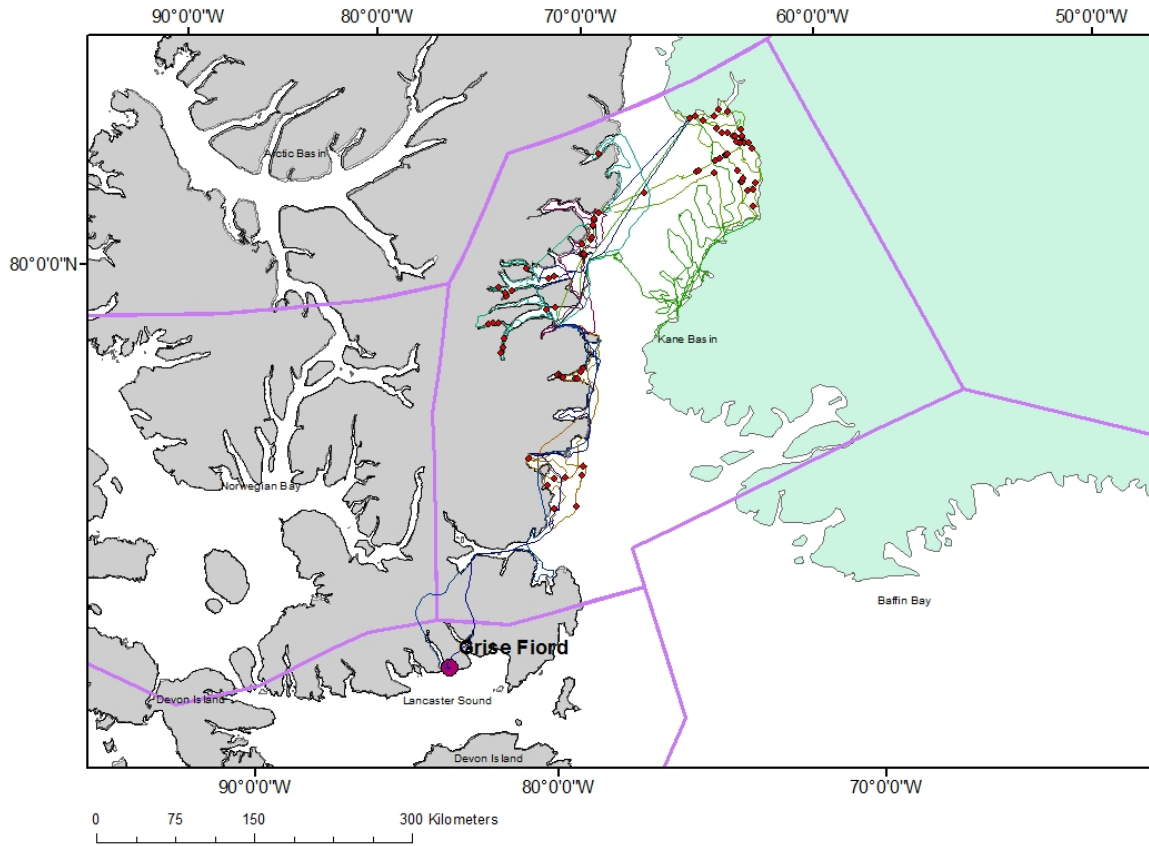 90°0'0"W 80°0'0"W 70°0'0"W 60°0'0"W 50°0'0"W
Arctic Basin
80°0'0"N
Kane Basin
Norwegian Bay
Baffin Bay
Grise Fiord
Devon Island
Lancaster Sound
Devon Island
90°0'0"W 80°0'0"W 70°0'0"W
0 75 150 300 Kilometers